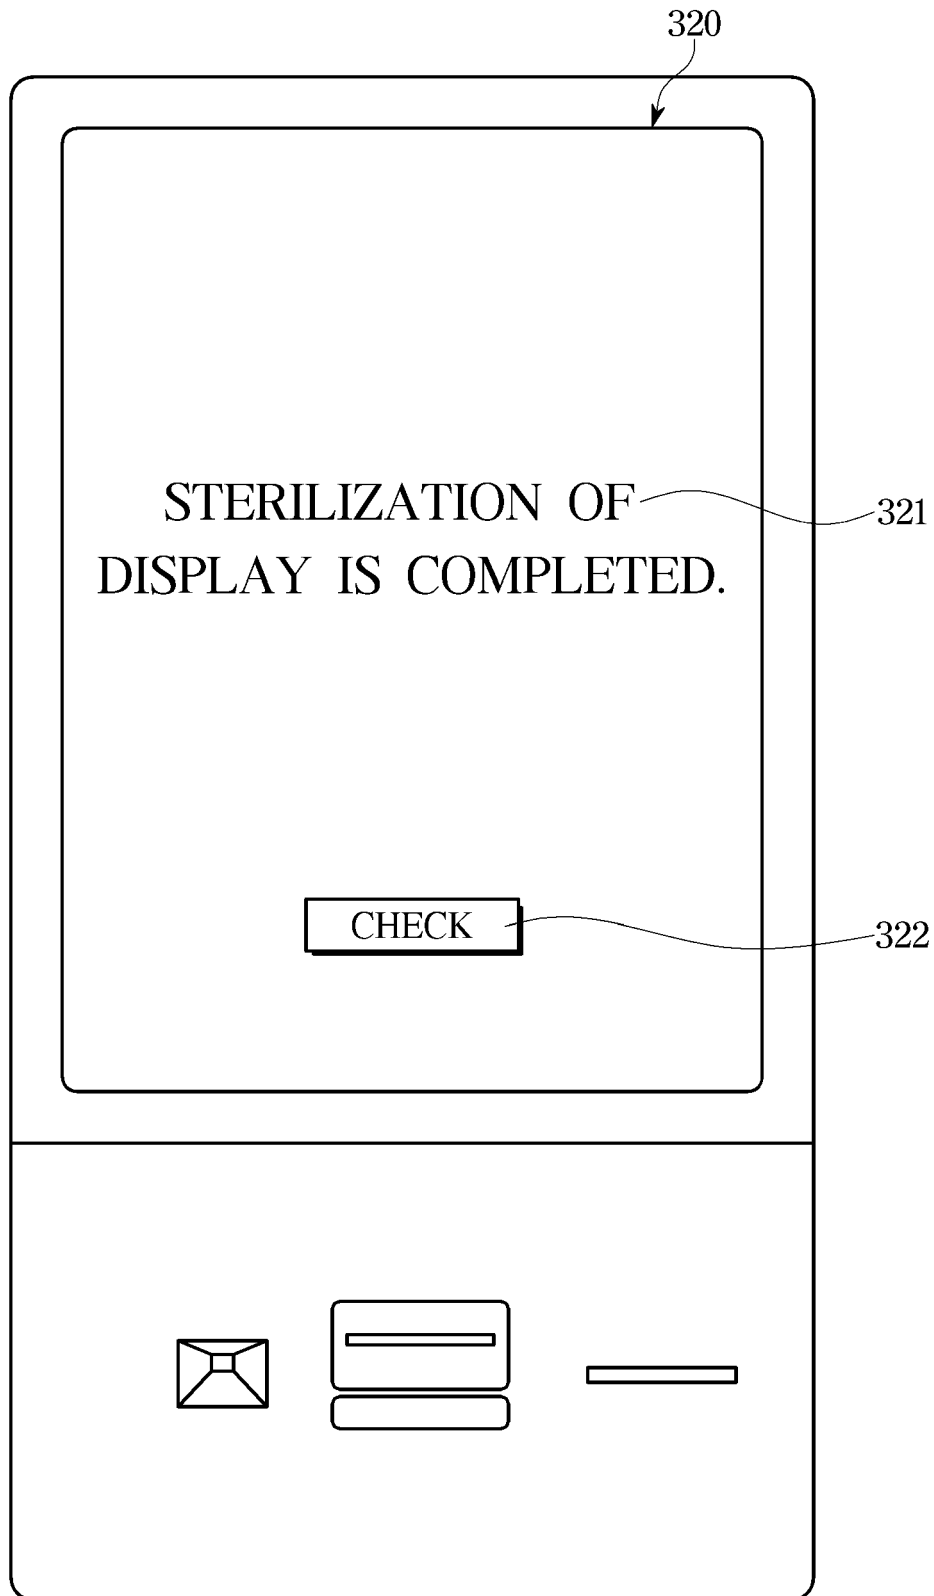 320
STERILIZATION OF
321
DISPLAY IS COMPLETED.
CHECK
322